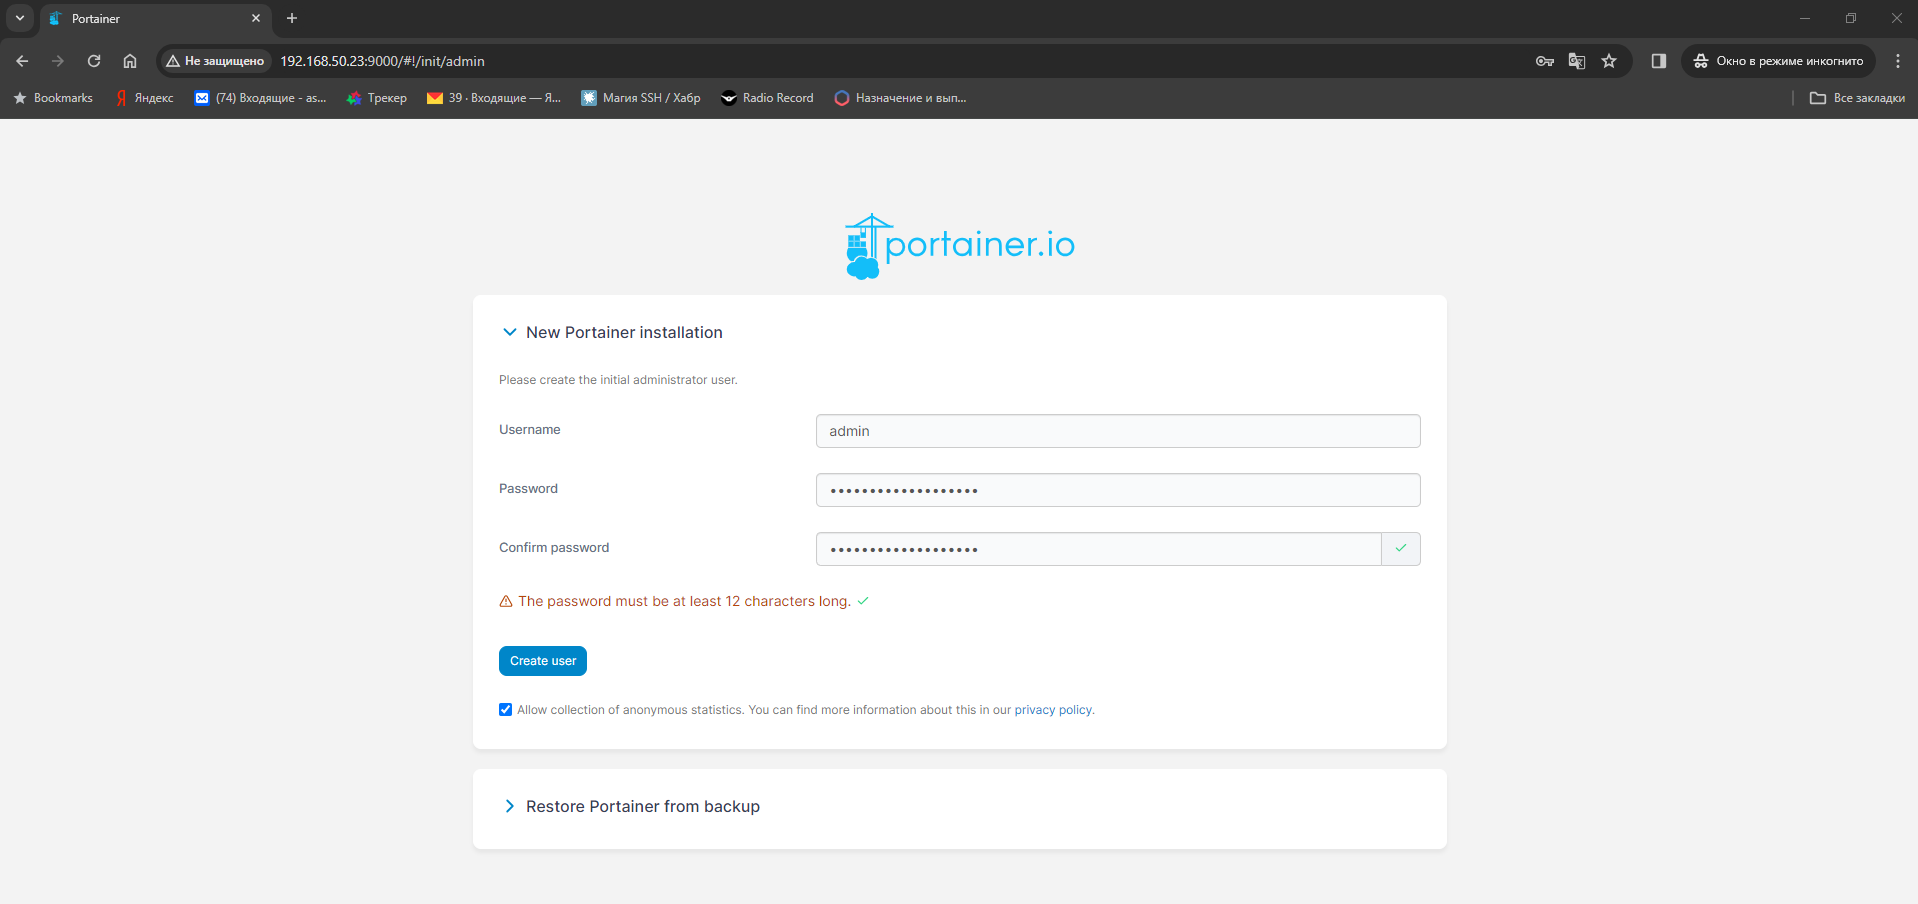 Portainer
Не защищено 192.168.50.23:9000/#!/init/admin Окно в режиме инкогнито
Bookmarks Яндекс (74) Входящие - as... Трекер 39 · Входящие — Я... Магия SSH / Хабр Radio Record Назначение и вып... Все закладки
portainer.io
New Portainer installation
Please create the initial administrator user.
Username admin
Password
Confirm password
The password must be at least 12 characters long.
Create user
Allow collection of anonymous statistics. You can find more information about this in our privacy policy.
Restore Portainer from backup